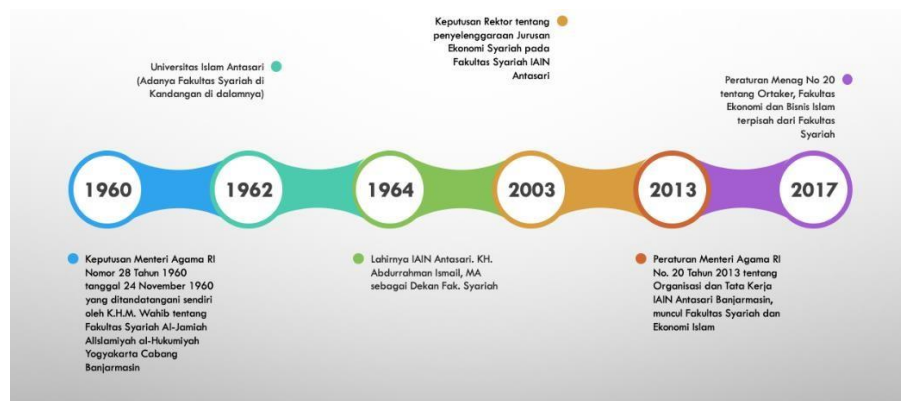 Keputusan Rektor tentang
penyelenggaraan Jurusan
Ekonomi Syariah pada
Fakultas Syariah IAIN
Antasari
Universitas Islam Antasari
(Adanya Fakultas Syariah di
Kandangan di dalamnya)
Peraturan Menag No 20
tentang Ortaker, Fakultas
Ekonomi dan Bisnis Islam
terpisah dari Fakultas
Syariah
1960
1962
1964
2003
2013
2017
Keputusan Menteri Agama RI
Nomor 28 Tahun 1960
tanggal 24 November 1960
yang ditandatangani sendiri
oleh K.H.M. Wahib tentang
Fakultas Syariah Al-Jamiah
AlIslamiyah al-Hukumiyah
Yogyakarta Cabang
Banjarmasin
Lahirnya IAIN Antasari. KH.
Abdurrahman Ismail, MA
sebagai Dekan Fak. Syariah
Peraturan Menteri Agama RI
No. 20 Tahun 2013 tentang
Organisasi dan Tata Kerja
IAIN Antasari Banjarmasin,
muncul Fakultas Syariah dan
Ekonomi Islam